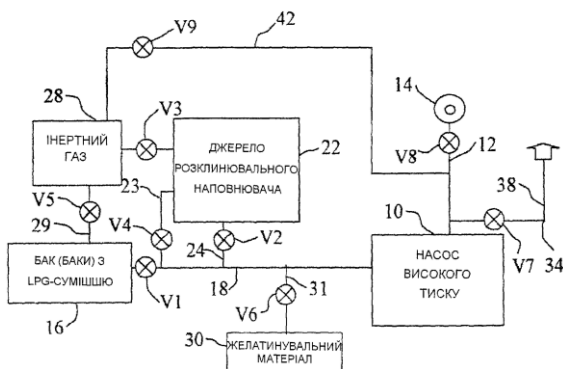 V9
42
28
14
V3
ІНЕРТНИЙ
ГАЗ
ДЖЕРЕЛО
РОЗКЛИНЮВАЛЬНОГО
НАПОВНЮВАЧА
22
V8
12
23
38
V5
10
29
V4
24
V2
НАСОС
ВИСОКОГО
ТИСКУ
V7
34
БАК (БАКИ) З
LPG-СУМІШШЮ
V1
18
31
16
V6
30
ЖЕЛАТИНУВАЛЬНИЙ
МАТЕРІАЛ